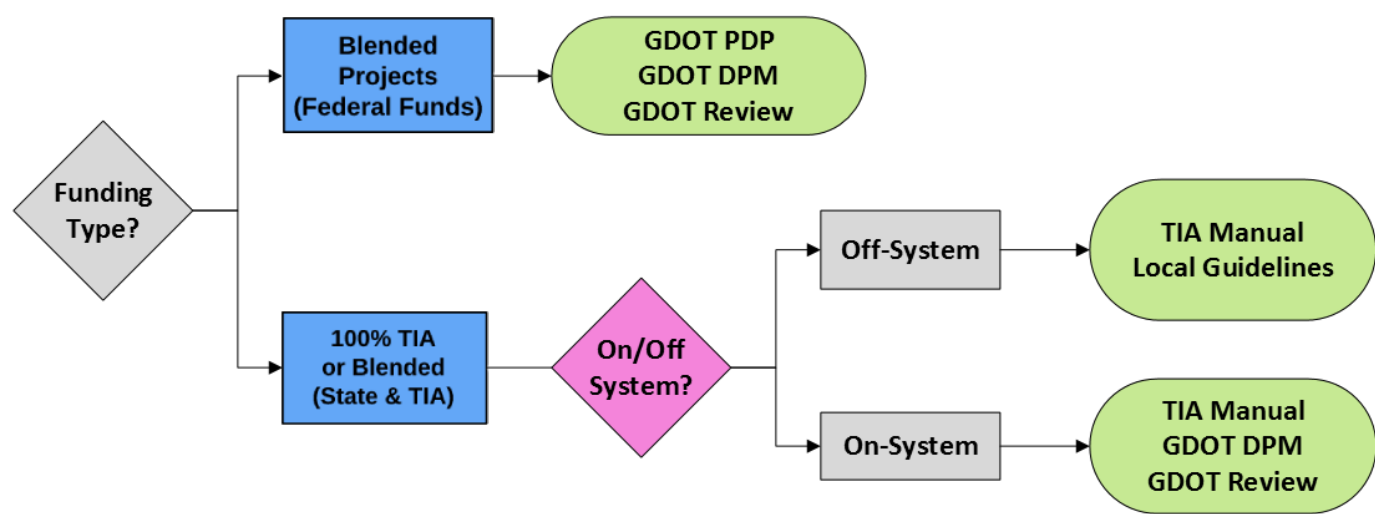 Funding
Type?
Blended
Projects
(Federal Funds)
GDOT PDP
GDOT DPM
GDOT Review
100% TIA
or Blended
(State & TIA)
On/Off
System?
Off-System
TIA Manual
Local Guidelines
On-System
TIA Manual
GDOT DPM
GDOT Review